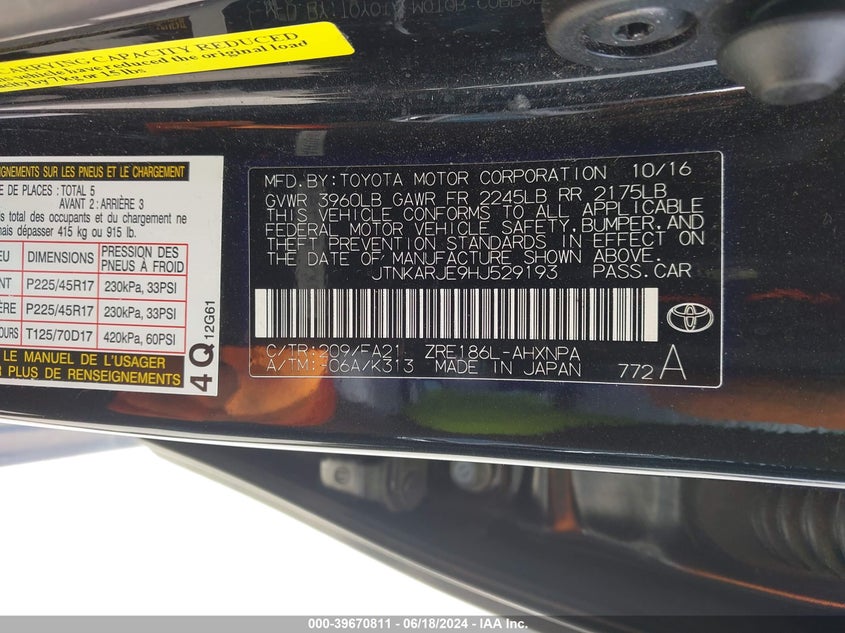 CARRYING CAPACITY REDUCED
vehicle have reduced the original load
kg or lbs
MFD.BY:TOYOTA MOTOR CORPORATION 10/16
GVWR 3960LB GAWR FR 2245LB RR 2175LB
THIS VEHICLE CONFORMS TO ALL APPLICABLE
FEDERAL MOTOR VEHICLE SAFETY,BUMPER,AND
THEFT PREVENTION STANDARDS IN EFFECT ON
THE DATE OF MANUFACTURE SHOWN ABOVE.
JTNKARJE9HJ529193 PASS.CAR
C/TR:209/FA21 ZRE186L-AHXNPA
A/TM:-06A/K313 MADE IN JAPAN 772 A
SUR LES PNEUS ET LE CHARGEMENT
DE PLACES : TOTAL 5
AVANT 2 : ARRIÈRE 3
total des occupants et du chargement ne
jamais dépasser 415 kg ou 915 lb.
DIMENSIONS PRESSION DES PNEUS À FROID
P225/45R17 230kPa, 33PSI
P225/45R17 230kPa, 33PSI
T125/70D17 420kPa, 60PSI
LE MANUEL DE L'USAGER
PLUS DE RENSEIGNEMENTS
4Q 12G61
000-39670811 - 06/18/2024 - IAA Inc.